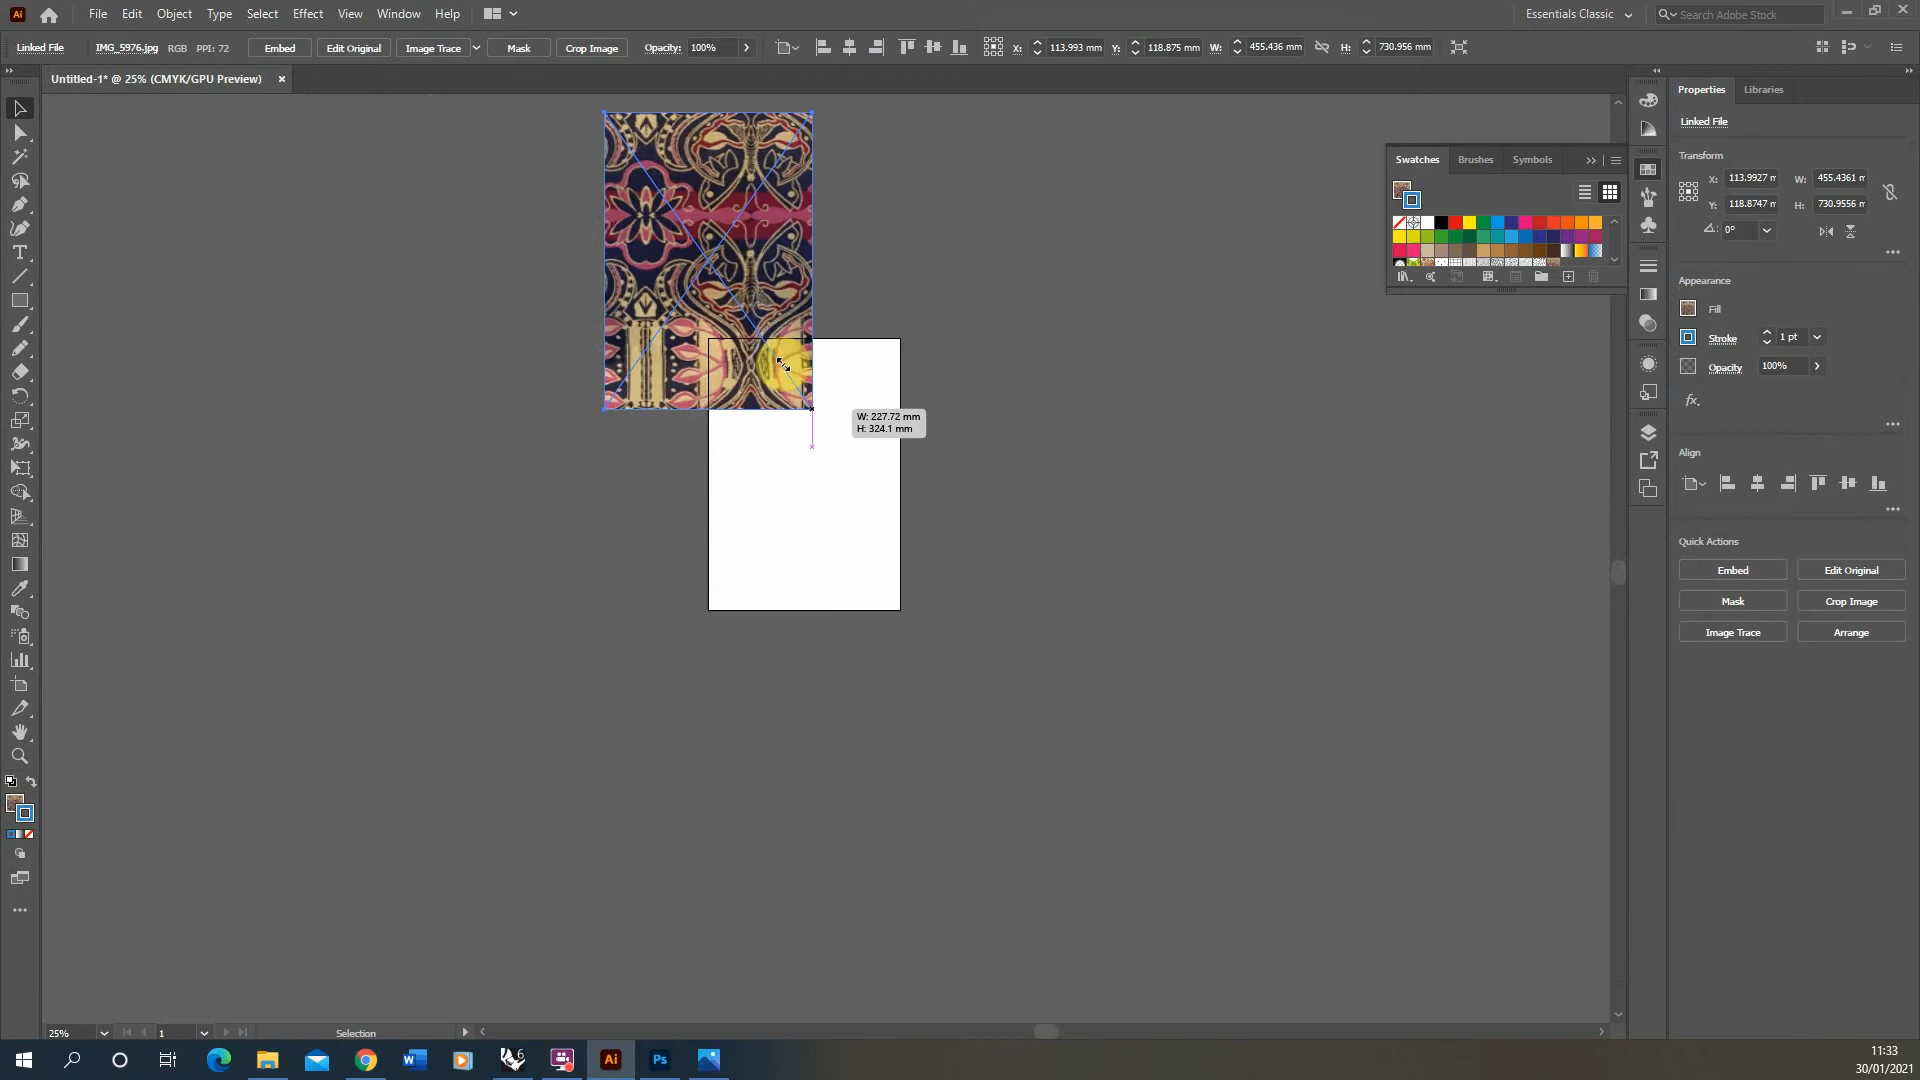 Ai File Edit Object Type Select Effect View Window Help Essentials Classic Search Adobe Stock
Linked File IMG_5976.jpg RGB PPI: 72 Embed Edit Original Image Trace Mask Crop Image Opacity: 100% X: 113.993 mm Y: 118.875 mm W: 455.436 mm H: 730.956 mm
Untitled-1* @ 25% (CMYK/GPU Preview)
Properties Libraries
Linked File
Transform
X: 113.9927 m W: 455.4361 m
Y: 118.8747 m H: 730.9556 m
0°
Appearance
Fill
Stroke 1 pt
Opacity 100%
fx.
Align
Quick Actions
Embed Edit Original
Mask Crop Image
Image Trace Arrange
Swatches Brushes Symbols
W: 227.72 mm
H: 324.1 mm
25% 1 Selection
Ai Ps
11:33
30/01/2021